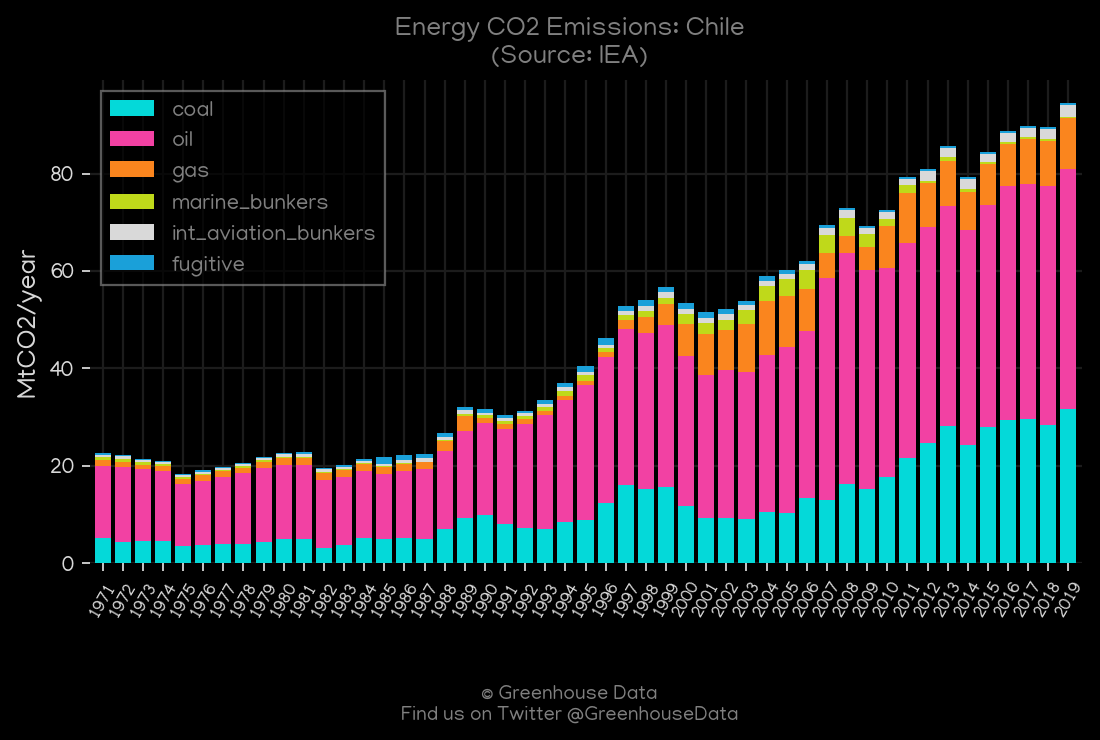 Energy CO2 Emissions: Chile
(Source: IEA)
coal
oil
gas
marine_bunkers
int_aviation_bunkers
fugitive
MtCO2/year
80
60
40
20
0
1971 1972 1973 1974 1975 1976 1977 1978 1979 1980 1981 1982 1983 1984 1985 1986 1987 1988 1989 1990 1991 1992 1993 1994 1995 1996 1997 1998 1999 2000 2001 2002 2003 2004 2005 2006 2007 2008 2009 2010 2011 2012 2013 2014 2015 2016 2017 2018 2019
© Greenhouse Data
Find us on Twitter @GreenhouseData